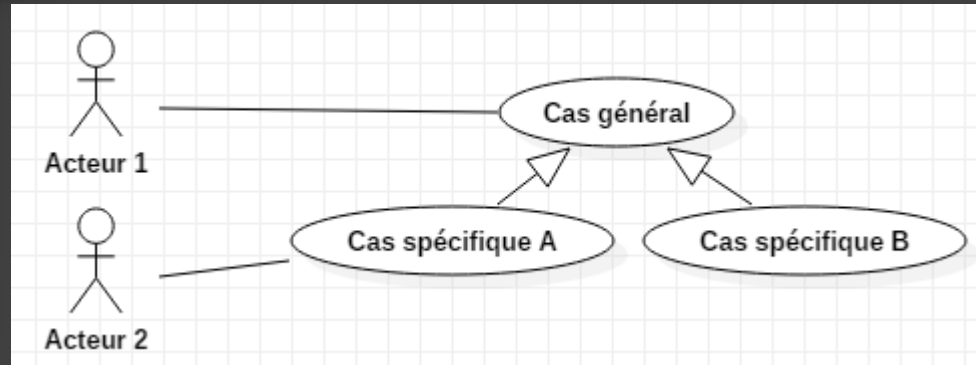 Cas général
Acteur 1
Cas spécifique A
Cas spécifique B
Acteur 2